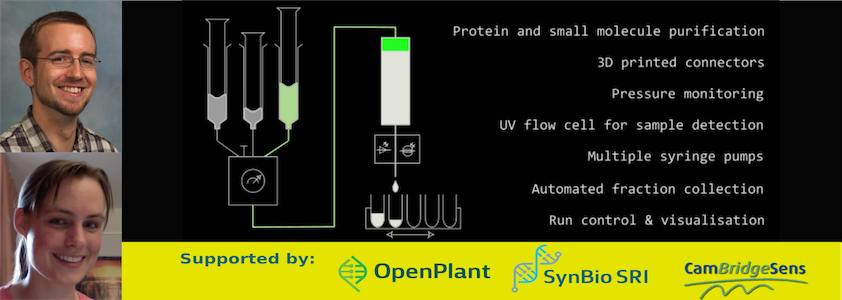 Protein and small molecule purification
3D printed connectors
Pressure monitoring
UV flow cell for sample detection
Multiple syringe pumps
Automated fraction collection
Run control & visualisation
Supported by:
OpenPlant
SynBio SRI
CamBridgeSens